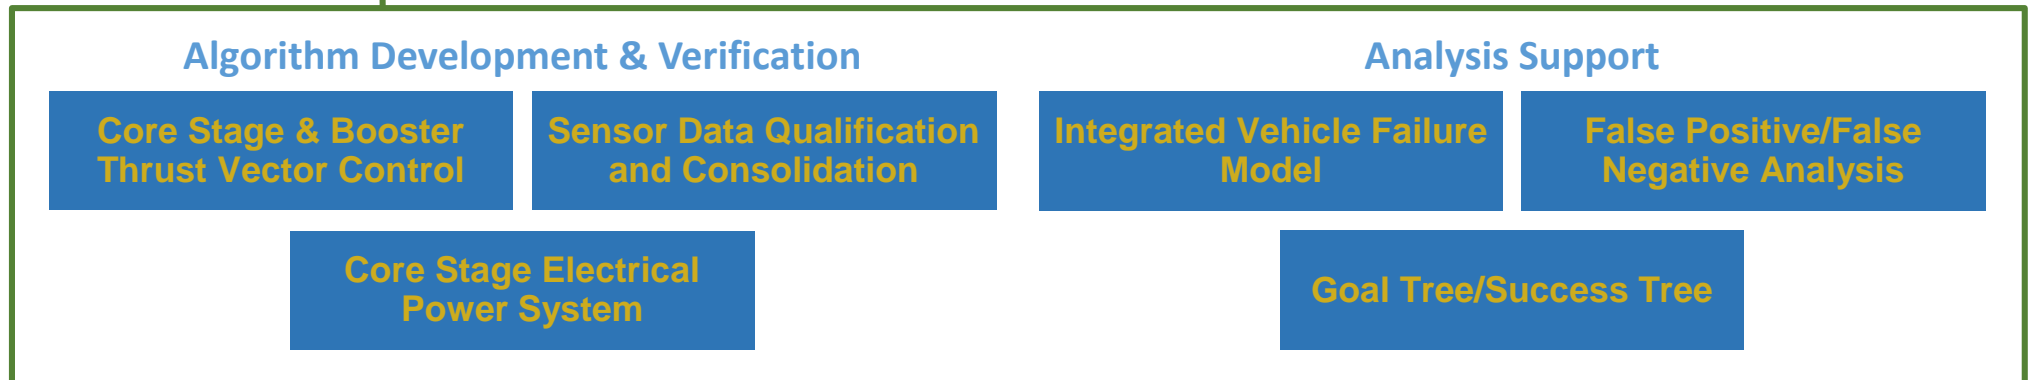 Algorithm Development & Verification
Core Stage & Booster
Thrust Vector Control
Sensor Data Qualification
and Consolidation
Core Stage Electrical
Power System
Analysis Support
Integrated Vehicle Failure
Model
False Positive/False
Negative Analysis
Goal Tree/Success Tree